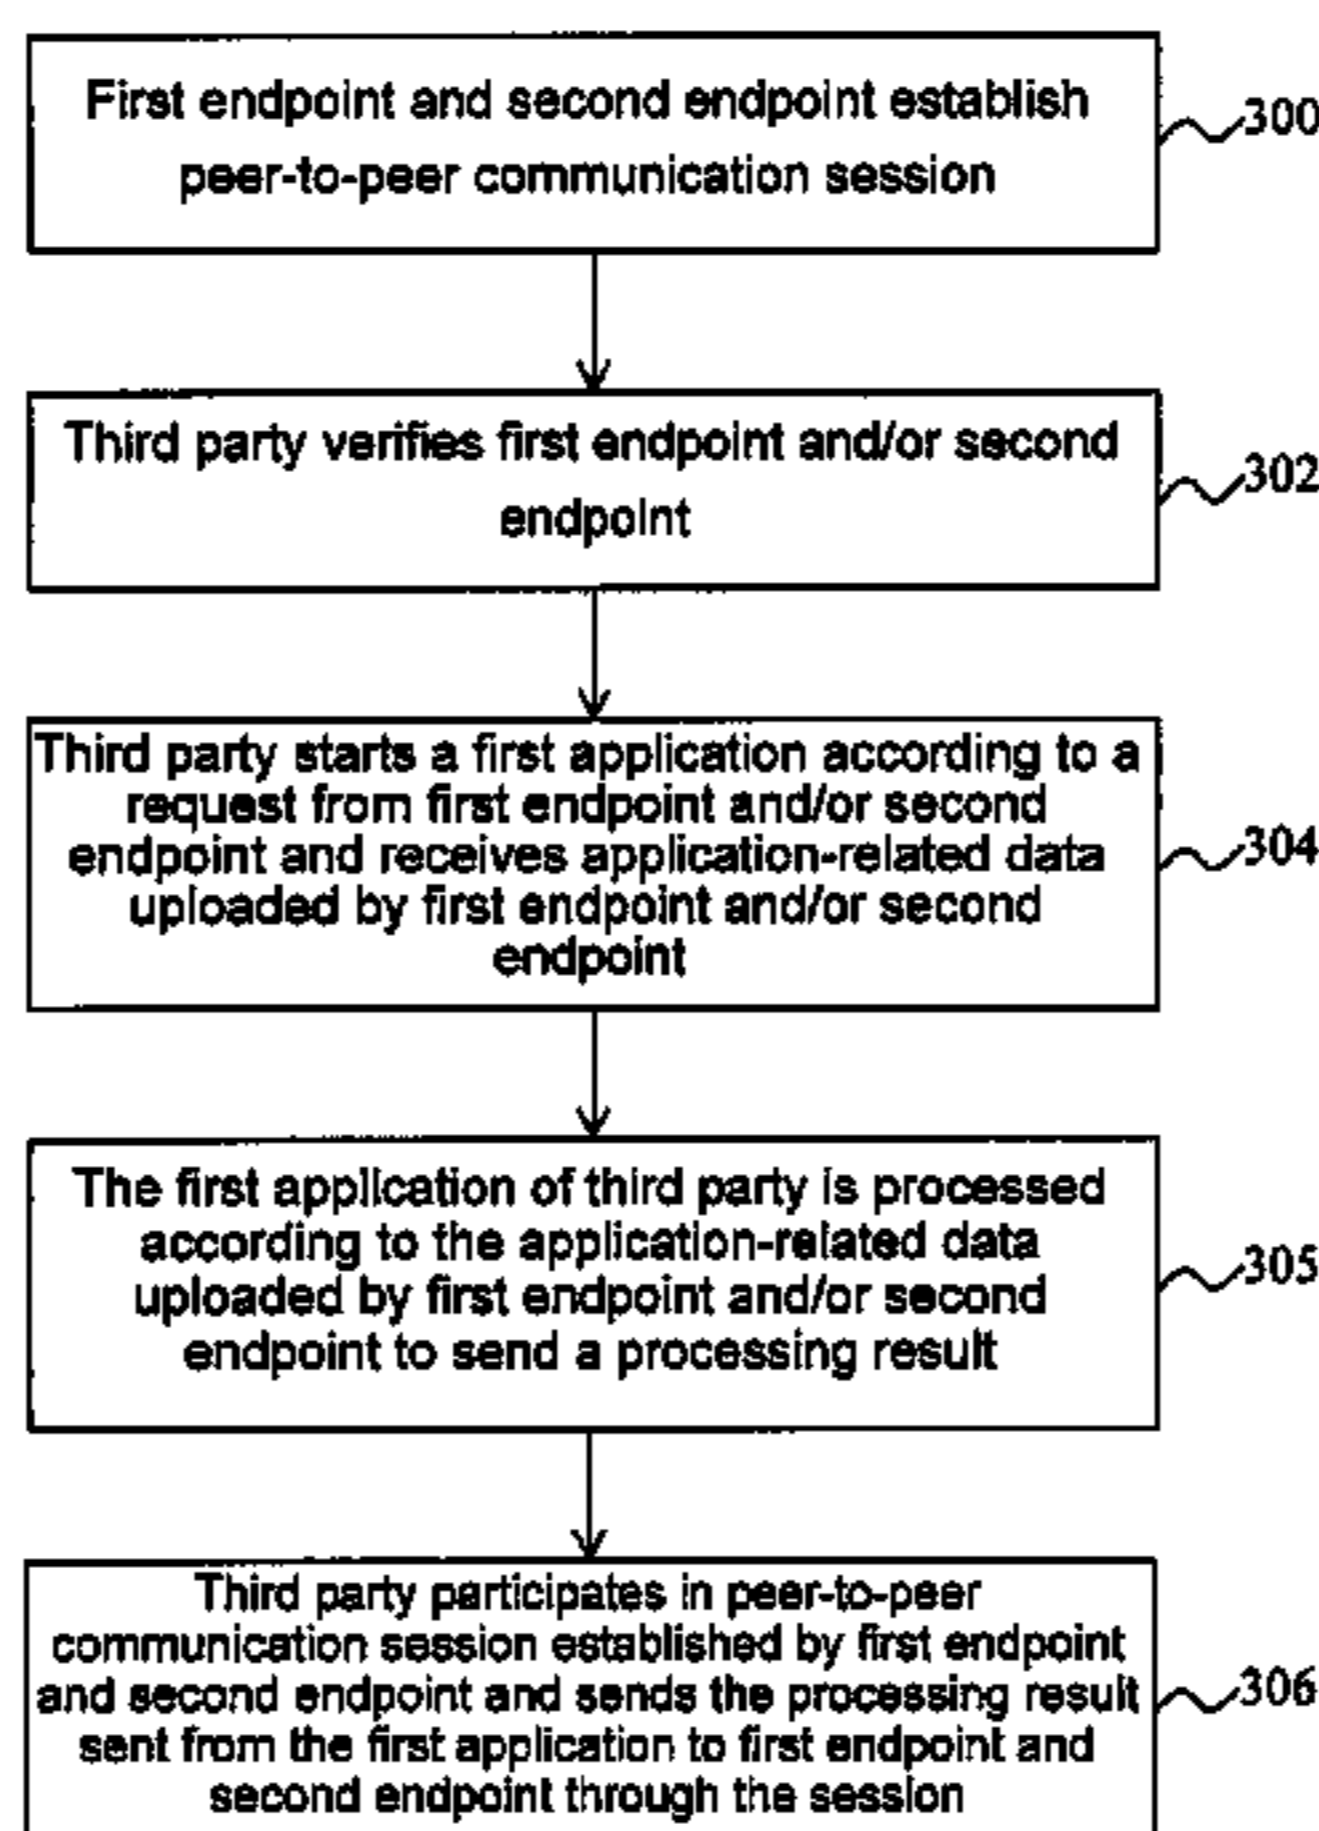 First endpoint and second endpoint establish
peer-to-peer communication session
300
Third party verifies first endpoint and/or second
endpoint
302
Third party starts a first application according to a
request from first endpoint and/or second
endpoint and receives application-related data
uploaded by first endpoint and/or second
endpoint
304
The first application of third party is processed
according to the application-related data
uploaded by first endpoint and/or second
endpoint to send a processing result
305
Third party participates in peer-to-peer
communication session established by first endpoint
and second endpoint and sends the processing result
sent from the first application to first endpoint and
second endpoint through the session
306